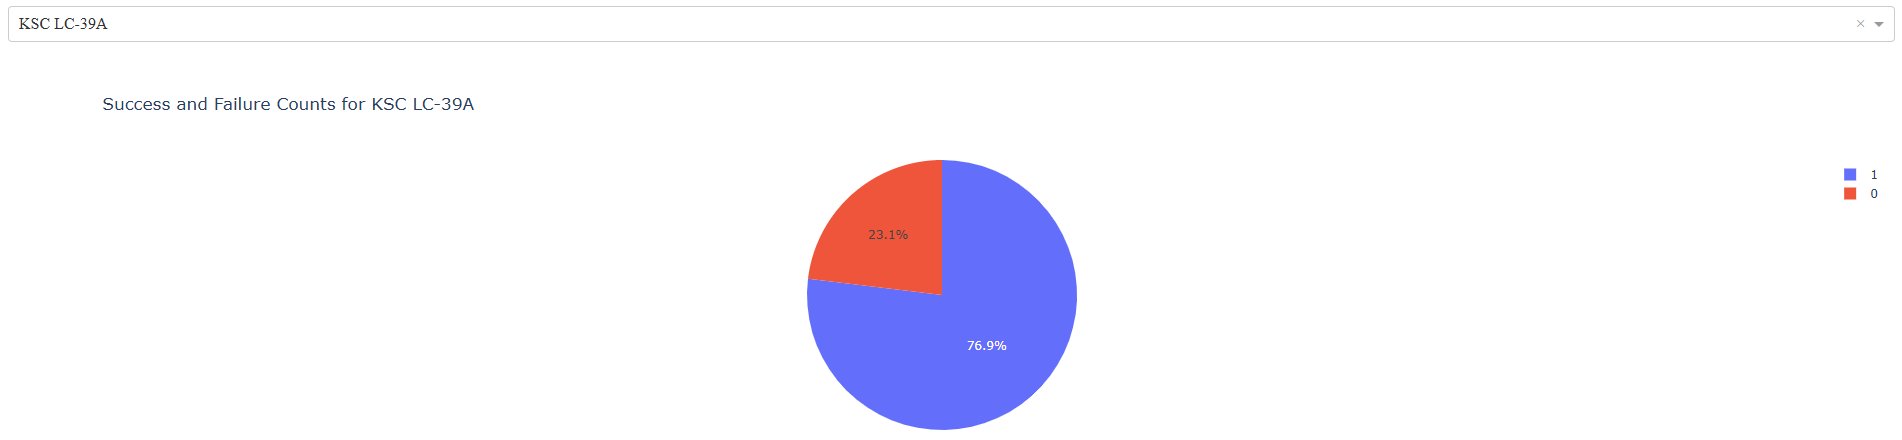 KSC LC-39A
×
Success and Failure Counts for KSC LC-39A
1
0
23.1%
76.9%